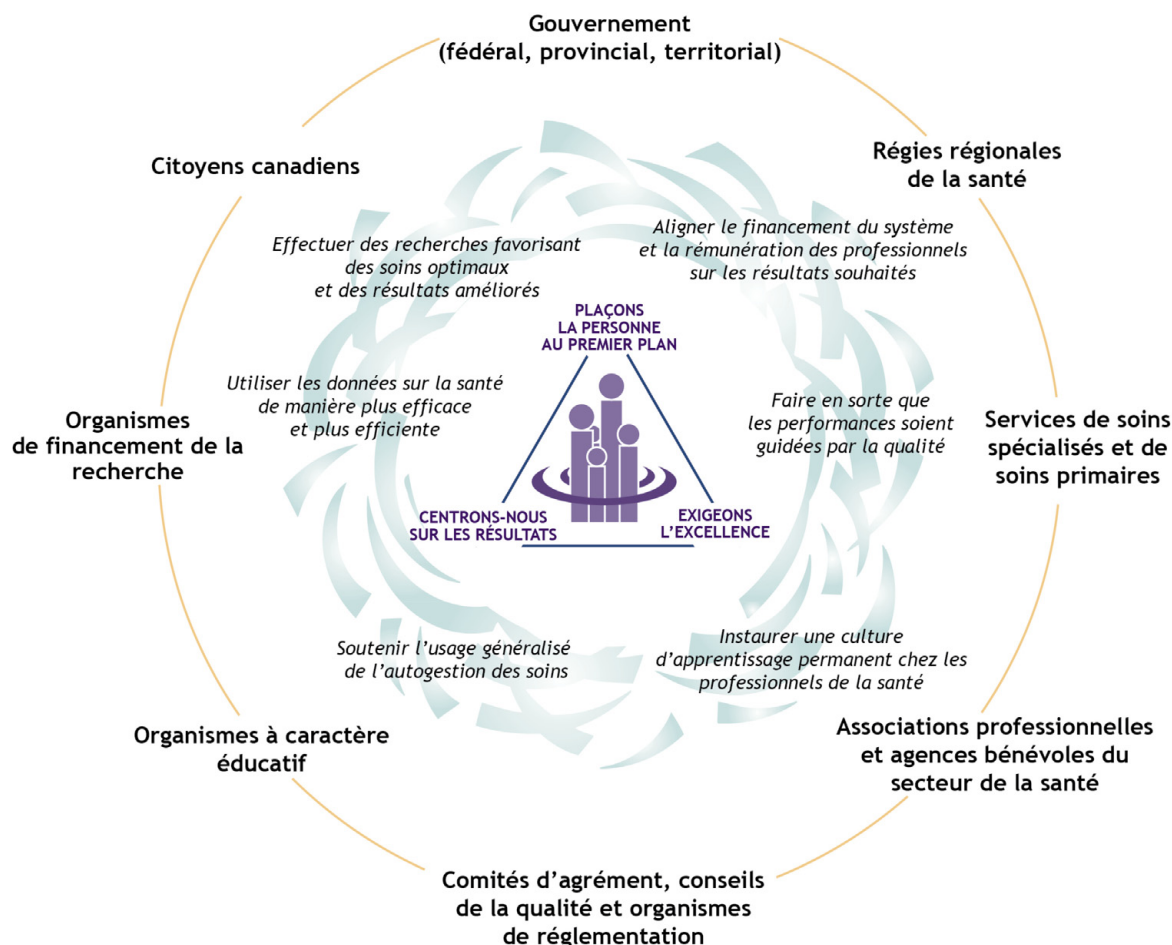 Gouvernement
(fédéral, provincial, territorial)
Citoyens canadiens
Régies régionales
de la santé
Effectuer des recherches favorisant
des soins optimaux
et des résultats améliorés
Aligner le financement du système
et la rémunération des professionnels
sur les résultats souhaités
PLAÇONS
LA PERSONNE
AU PREMIER PLAN
Utiliser les données sur la santé
de manière plus efficace
et plus efficiente
Faire en sorte que
les performances soient
guidées par la qualité
Organismes
de financement de la
recherche
Services de soins
spécialisés et de
soins primaires
CENTRONS-NOUS
SUR LES RÉSULTATS
EXIGEONS
L’EXCELLENCE
Soutenir l’usage généralisé
de l’autogestion des soins
Instaurer une culture
d’apprentissage permanent chez les
professionnels de la santé
Organismes à caractère
éducatif
Associations professionnelles
et agences bénévoles du
secteur de la santé
Comités d’agrément, conseils
de la qualité et organismes
de réglementation